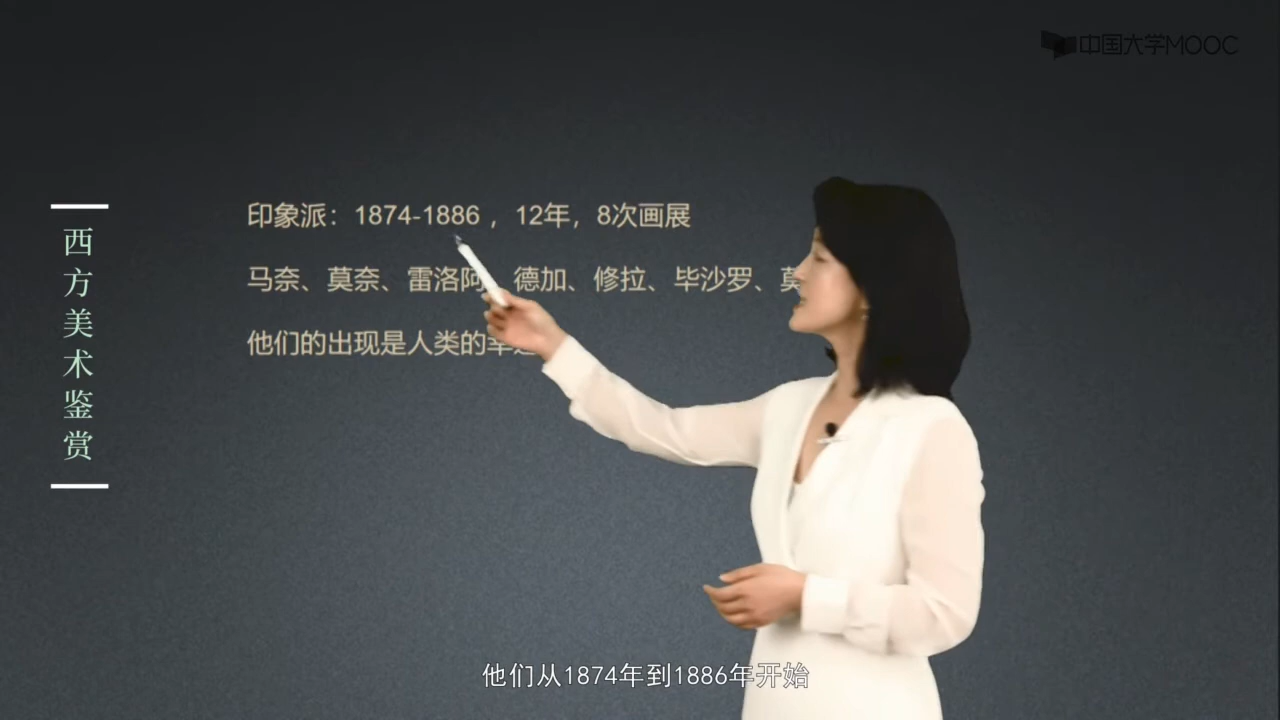 中国大学MOOC
西方美术鉴赏
印象派：1874-1886 ，12年，8次画展
马奈、莫奈、雷洛阿、德加、修拉、毕沙罗、
他们的出现是人类的
他们从1874年到1886年开始